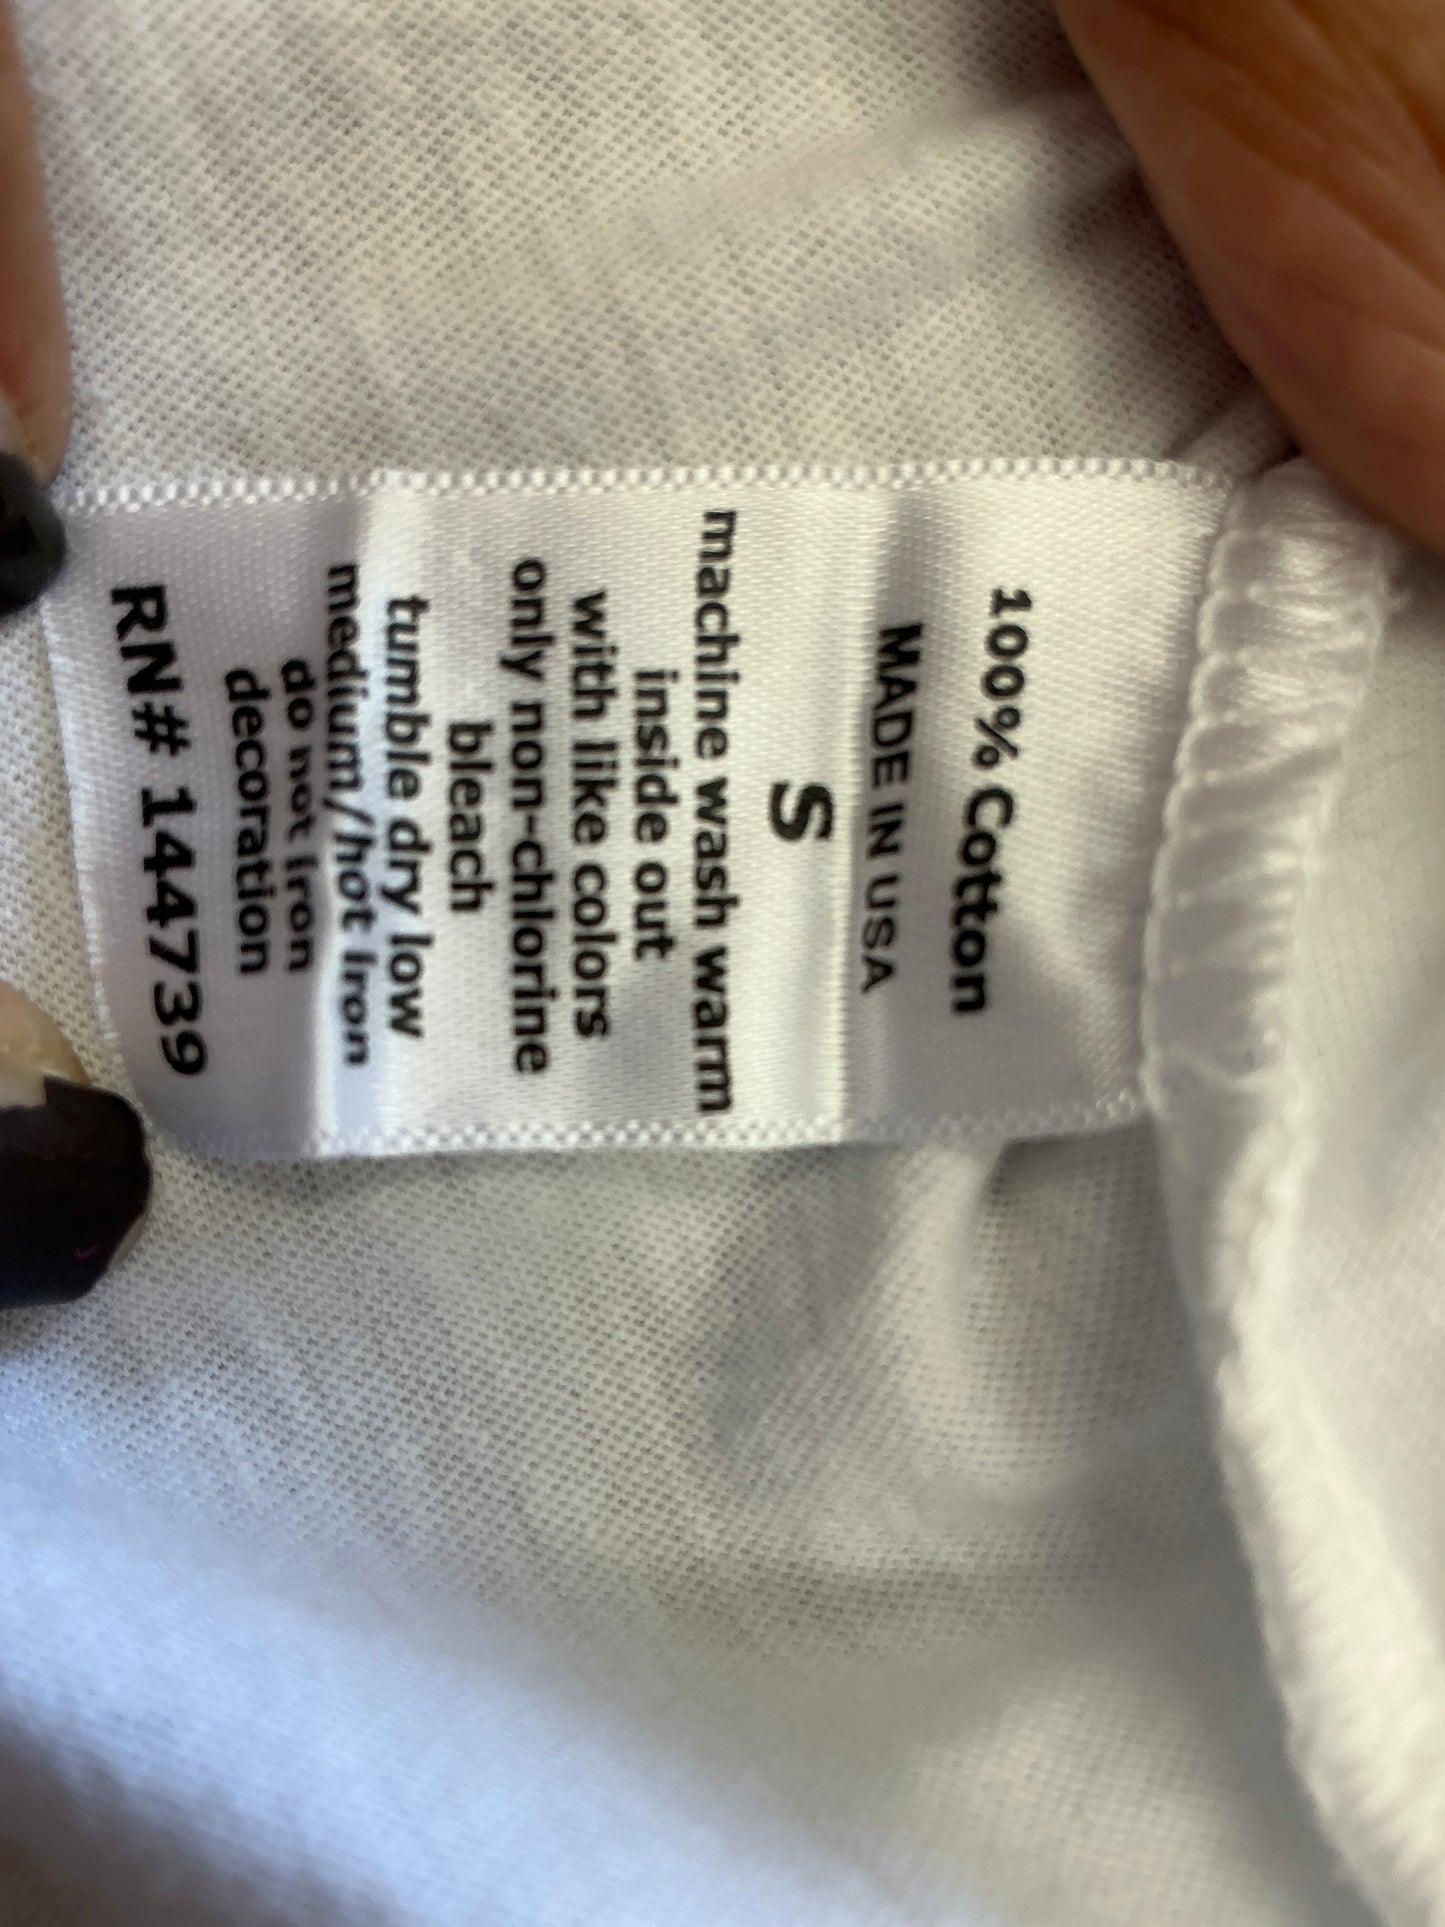 100% Cotton
MADE IN USA
S
machine wash warm
inside out
with like colors
only non-chlorine
bleach
tumble dry low
medium/hot iron
do not iron
decoration
RN# 144739